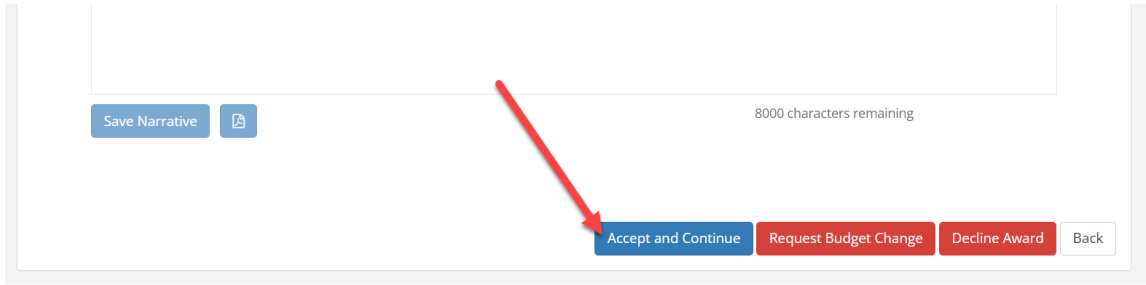 Save Narrative
8000 characters remaining
Accept and Continue
Request Budget Change
Decline Award
Back